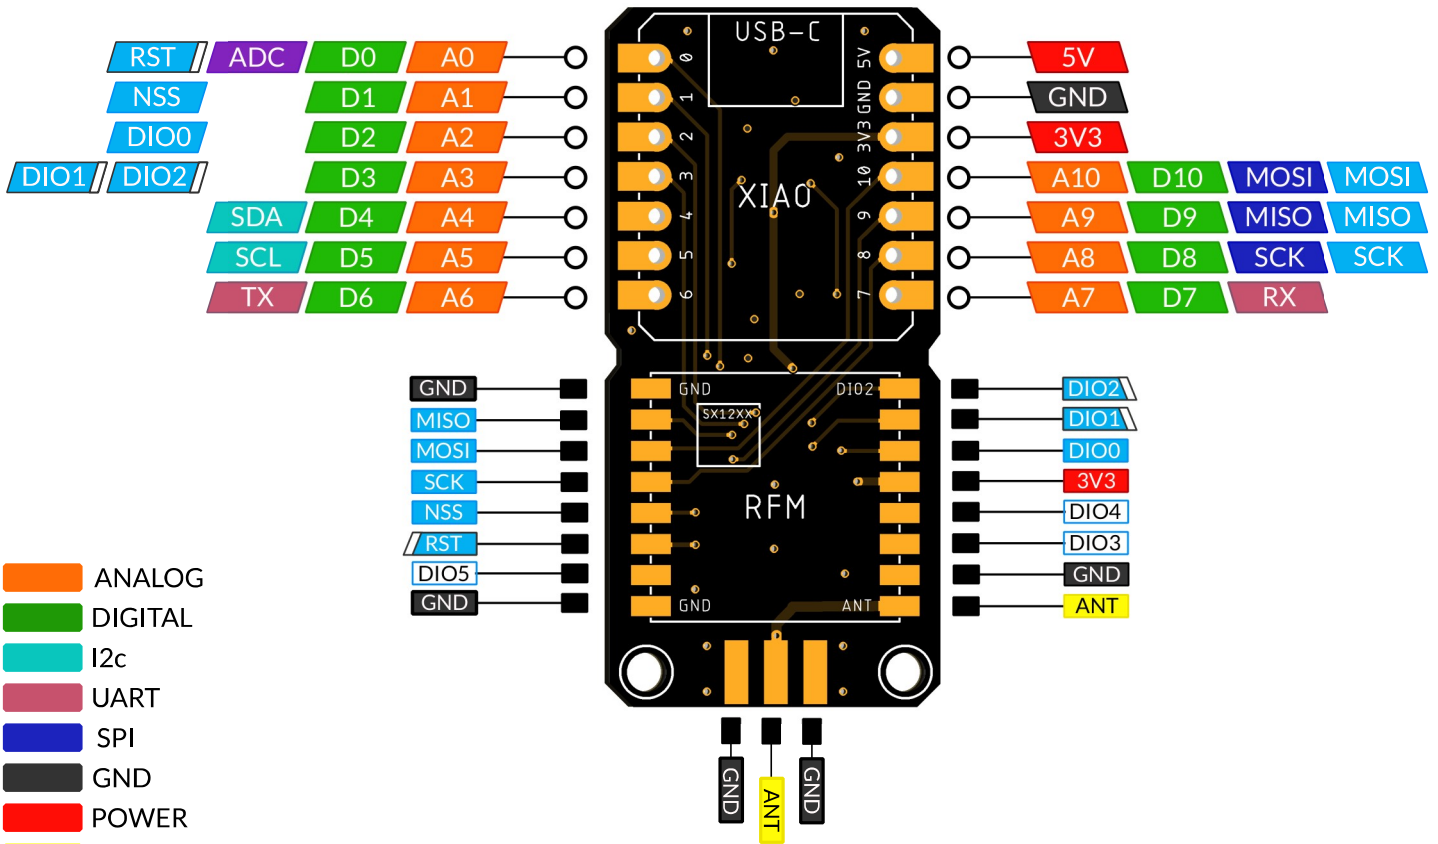 RST ADC D0 A0
NSS D1 A1
DIO0 D2 A2
DIO1 DIO2 D3 A3
SDA D4 A4
SCL D5 A5
TX D6 A6
USB-C
0
1
2
3
4
5
6
XIAO
5V
GND
3V3
10
9
8
7
5V
GND
3V3
A10 D10 MOSI MOSI
A9 D9 MISO MISO
A8 D8 SCK SCK
A7 D7 RX
GND
MISO
MOSI
SCK
NSS
RST
DIO5
GND
GND DIO2
SX12XX
RFM
GND ANT
DIO2
DIO1
DIO0
3V3
DIO4
DIO3
GND
ANT
GND
ANT
GND
ANALOG
DIGITAL
I2c
UART
SPI
GND
POWER